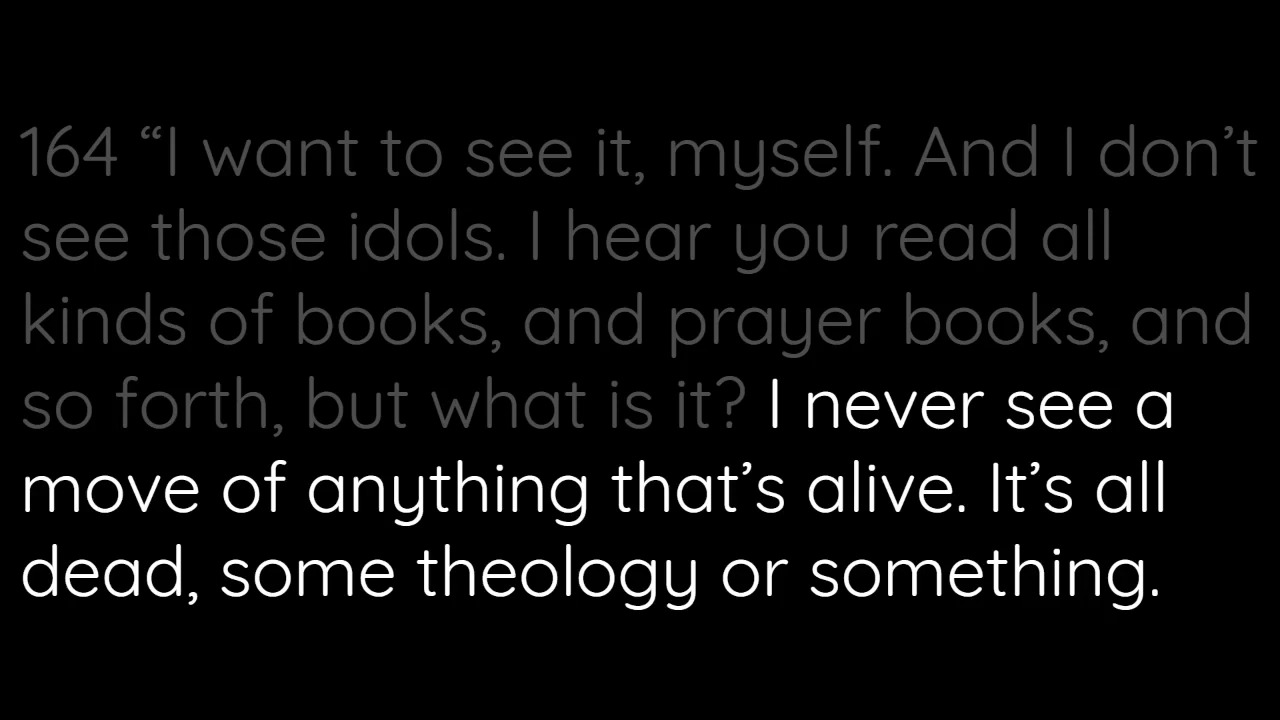 164 “I want to see it, myself. And I don’t
see those idols. I hear you read all
kinds of books, and prayer books, and
so forth, but what is it? I never see a
move of anything that’s alive. It’s all
dead, some theology or something.